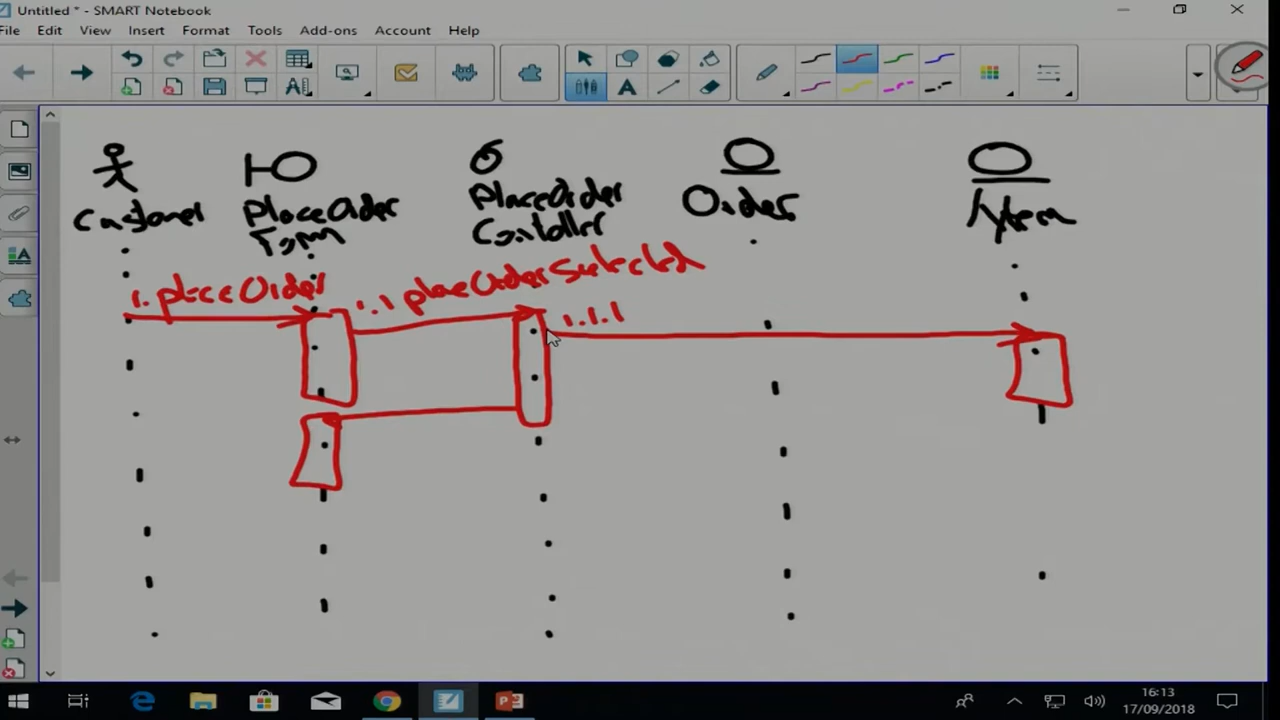 Untitled * - SMART Notebook
File Edit View Insert Format Tools Add-ons Account Help
Customer
PlaceOrder
Form
PlaceOrder
Controller
Order
System
1. placeOrder
1.1 placeOrderSelected
1.1.1
16:13
17/09/2018